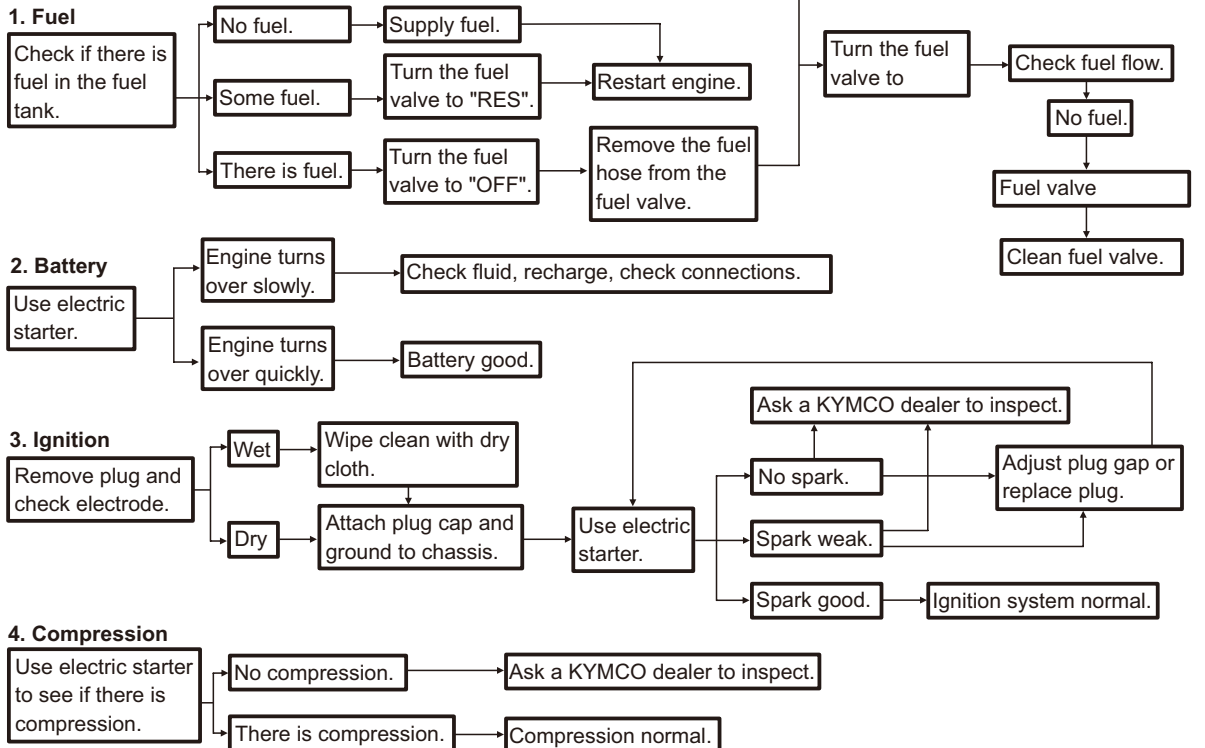 1. Fuel
Check if there is
fuel in the fuel
tank.
No fuel.
Supply fuel.
Some fuel.
Turn the fuel
valve to "RES".
Restart engine.
There is fuel.
Turn the fuel
valve to "OFF".
Remove the fuel
hose from the
fuel valve.
Turn the fuel
valve to
Check fuel flow.
No fuel.
Fuel valve
Clean fuel valve.
2. Battery
Use electric
starter.
Engine turns
over slowly.
Check fluid, recharge, check connections.
Engine turns
over quickly.
Battery good.
3. Ignition
Remove plug and
check electrode.
Wet
Wipe clean with dry
cloth.
Dry
Attach plug cap and
ground to chassis.
Use electric
starter.
Ask a KYMCO dealer to inspect.
No spark.
Adjust plug gap or
replace plug.
Spark weak.
Spark good.
Ignition system normal.
4. Compression
Use electric starter
to see if there is
compression.
No compression.
Ask a KYMCO dealer to inspect.
There is compression.
Compression normal.